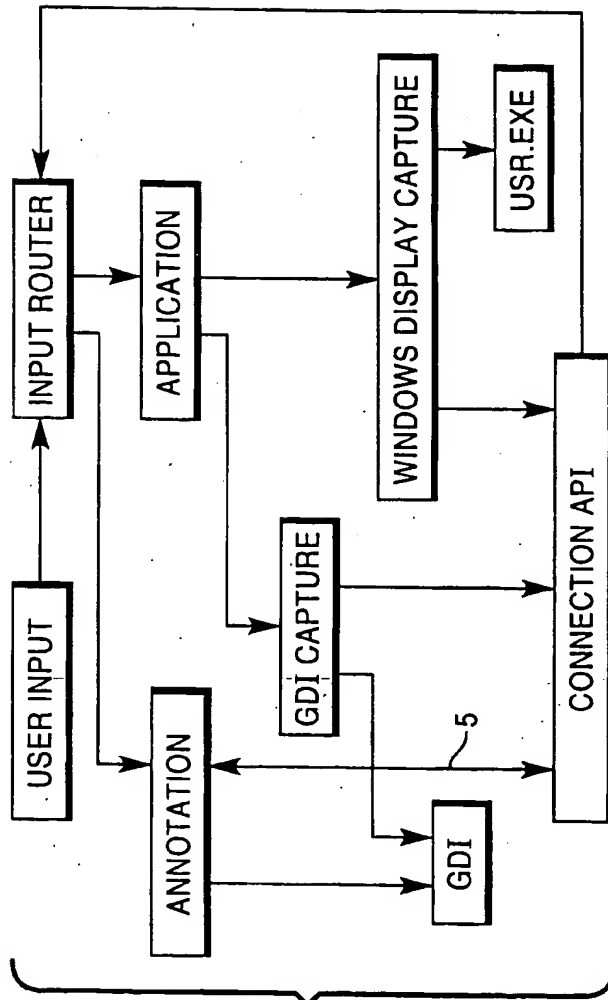 USER INPUT
INPUT ROUTER
ANNOTATION
APPLICATION
GDI CAPTURE
WINDOWS DISPLAY CAPTURE
5
GDI
USR.EXE
CONNECTION API